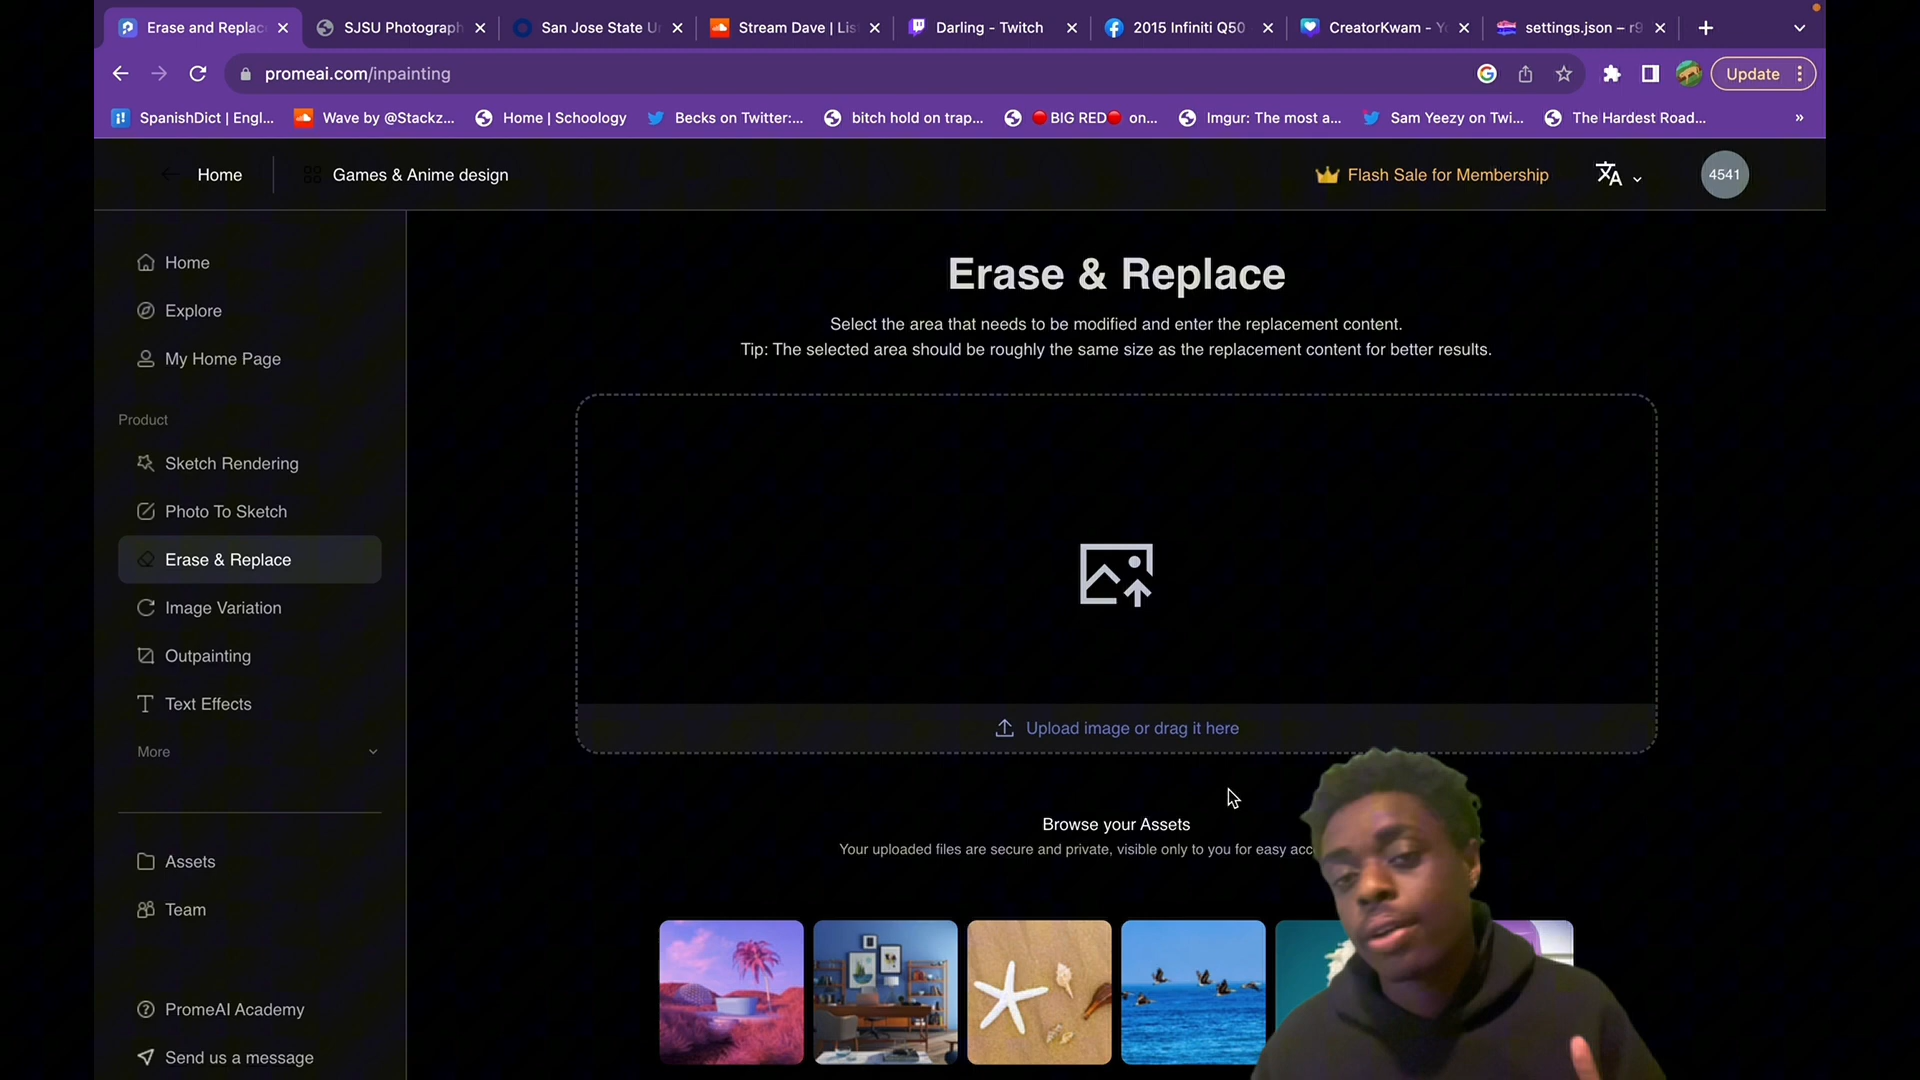 Erase and Replac
SJSU Photograph
San Jose State U
Stream Dave | Lis
Darling - Twitch
2015 Infiniti Q50
CreatorKwam - Y
settings.json – r9
promeai.com/inpainting
Update
SpanishDict | Engl...
Wave by @Stackz...
Home | Schoology
Becks on Twitter:...
bitch hold on trap...
🔴BIG RED🔴 on...
Imgur: The most a...
Sam Yeezy on Twi...
The Hardest Road...
»
Home
Games & Anime design
Flash Sale for Membership
4541
Home
Explore
My Home Page
Product
Sketch Rendering
Photo To Sketch
Erase & Replace
Image Variation
Outpainting
Text Effects
More
Assets
Team
PromeAI Academy
Send us a message
Erase & Replace
Select the area that needs to be modified and enter the replacement content.
Tip: The selected area should be roughly the same size as the replacement content for better results.
Upload image or drag it here
Browse your Assets
Your uploaded files are secure and private, visible only to you for easy acc